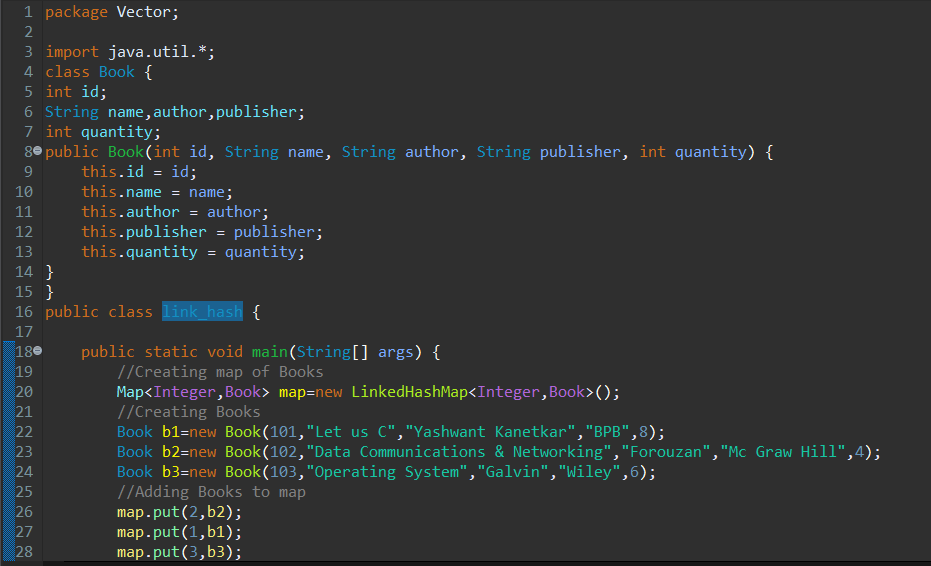 1 package Vector;
2
3 import java.util.*;
4 class Book {
5 int id;
6 String name,author,publisher;
7 int quantity;
8 public Book(int id, String name, String author, String publisher, int quantity) {
9     this.id = id;
10     this.name = name;
11     this.author = author;
12     this.publisher = publisher;
13     this.quantity = quantity;
14 }
15 }
16 public class link_hash {
17
18     public static void main(String[] args) {
19         //Creating map of Books
20         Map<Integer,Book> map=new LinkedHashMap<Integer,Book>();
21         //Creating Books
22         Book b1=new Book(101,"Let us C","Yashwant Kanetkar","BPB",8);
23         Book b2=new Book(102,"Data Communications & Networking","Forouzan","Mc Graw Hill",4);
24         Book b3=new Book(103,"Operating System","Galvin","Wiley",6);
25         //Adding Books to map
26         map.put(2,b2);
27         map.put(1,b1);
28         map.put(3,b3);